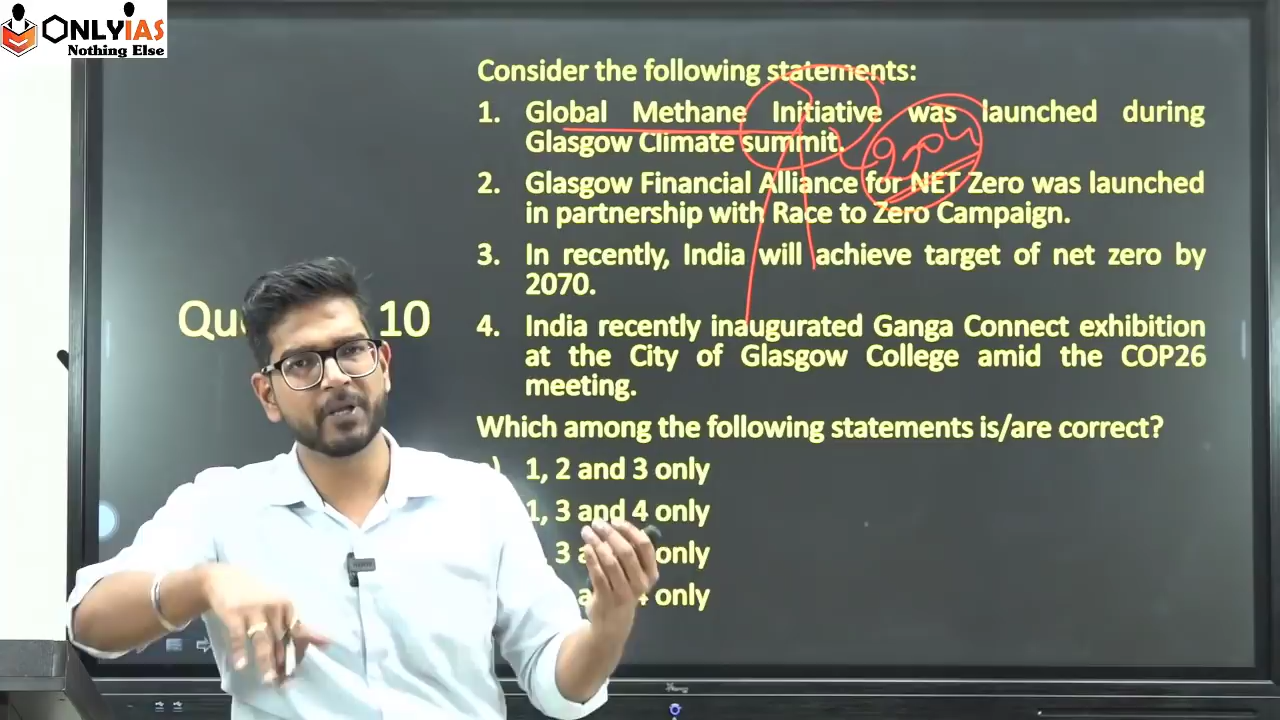 ONLYIAS
Nothing Else
Consider the following statements:
1. Global Methane Initiative was launched during
Glasgow Climate summit.
2004
2. Glasgow Financial Alliance for NET Zero was launched
in partnership with Race to Zero Campaign.
3. In recently, India will achieve target of net zero by
2070.
10
4. India recently inaugurated Ganga Connect exhibition
at the City of Glasgow College amid the COP26
meeting.
Which among the following statements is/are correct?
1, 2 and 3 only
1, 3 and 4 only
3 only
4 only